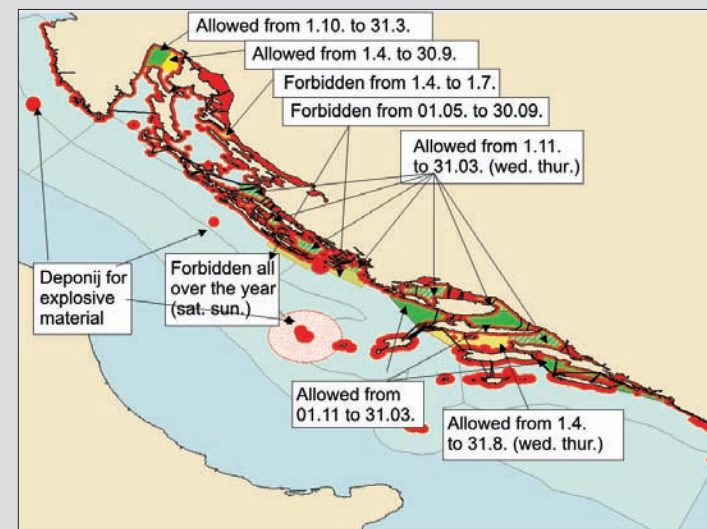 Allowed from 1.10. to 31.3.
Allowed from 1.4. to 30.9.
Forbidden from 1.4. to 1.7.
Forbidden from 01.05. to 30.09.
Allowed from 1.11.
to 31.03. (wed. thur.)
Deponij for
explosive
material
Forbidden all
over the year
(sat. sun.)
Allowed from
01.11 to 31.03.
Allowed from 1.4.
to 31.8. (wed. thur.)